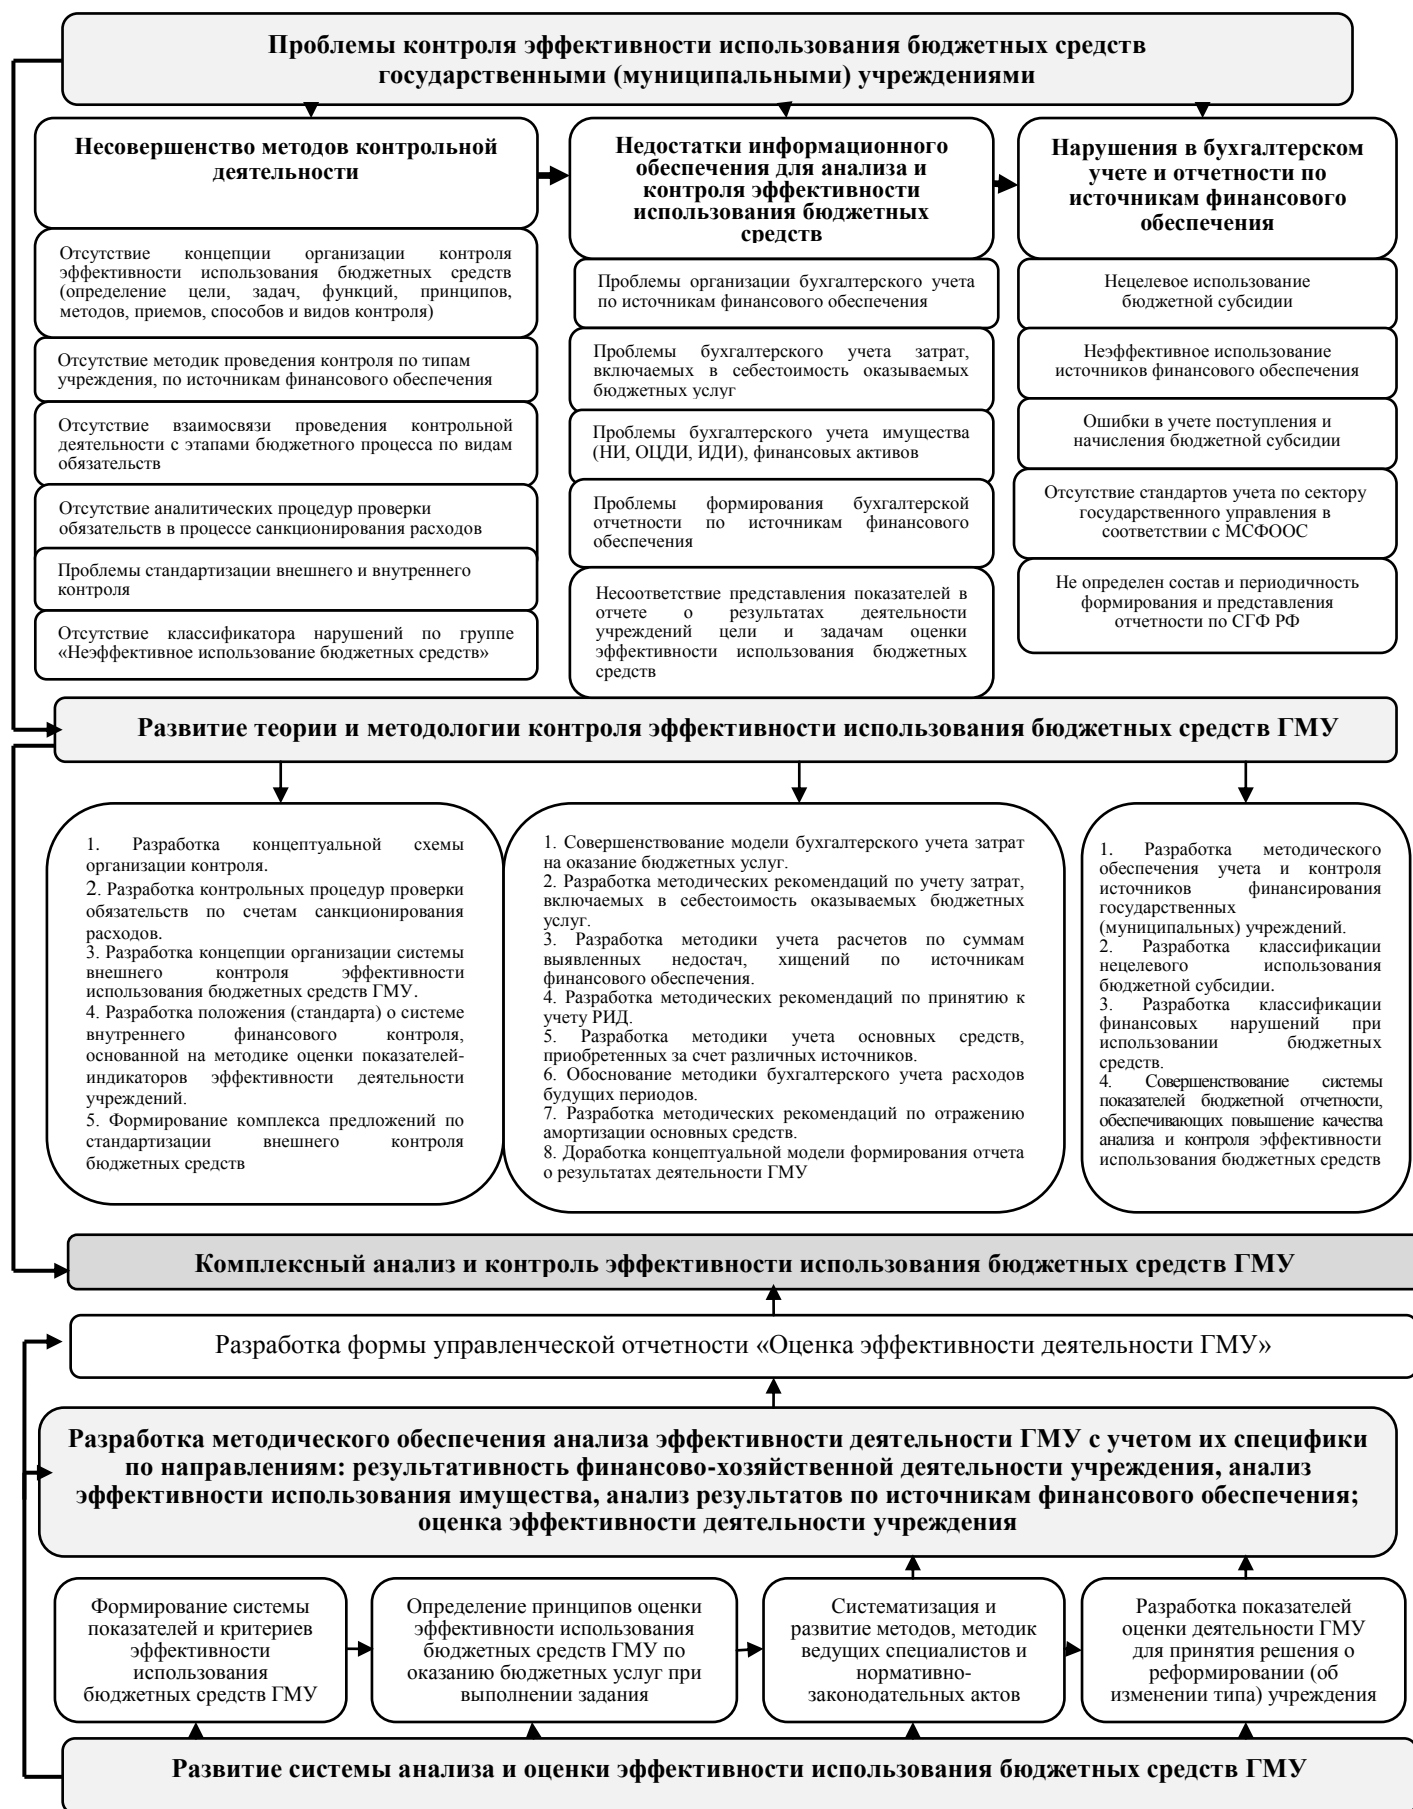 Проблемы контроля эффективности использования бюджетных средств
государственными (муниципальными) учреждениями
Несовершенство методов контрольной
деятельности
Отсутствие концепции организации контроля
эффективности использования бюджетных средств
(определение цели, задач, функций, принципов,
методов, приемов, способов и видов контроля)
Отсутствие методик проведения контроля по типам
учреждения, по источникам финансового обеспечения
Отсутствие взаимосвязи проведения контрольной
деятельности с этапами бюджетного процесса по видам
обязательств
Отсутствие аналитических процедур проверки
обязательств в процессе санкционирования расходов
Проблемы стандартизации внешнего и внутреннего
контроля
Отсутствие классификатора нарушений по группе
«Неэффективное использование бюджетных средств»
Недостатки информационного
обеспечения для анализа и
контроля эффективности
использования бюджетных
средств
Проблемы организации бухгалтерского учета
по источникам финансового обеспечения
Проблемы бухгалтерского учета затрат,
включаемых в себестоимость оказываемых
бюджетных услуг
Проблемы бухгалтерского учета имущества
(НИ, ОЦДИ, ИДИ), финансовых активов
Проблемы формирования бухгалтерской
отчетности по источникам финансового
обеспечения
Несоответствие представления показателей в
отчете о результатах деятельности
учреждений цели и задачам оценки
эффективности использования бюджетных
средств
Нарушения в бухгалтерском
учете и отчетности по
источникам финансового
обеспечения
Нецелевое использование
бюджетной субсидии
Неэффективное использование
источников финансового обеспечения
Ошибки в учете поступления и
начисления бюджетной субсидии
Отсутствие стандартов учета по сектору
государственного управления в
соответствии с МСФООС
Не определен состав и периодичность
формирования и представления
отчетности по СГФ РФ
Развитие теории и методологии контроля эффективности использования бюджетных средств ГМУ
1. Разработка концептуальной схемы
организации контроля.
2. Разработка контрольных процедур проверки
обязательств по счетам санкционирования
расходов.
3. Разработка концепции организации системы
внешнего контроля эффективности
использования бюджетных средств ГМУ.
4. Разработка положения (стандарта) о системе
внутреннего финансового контроля,
основанной на методике оценки показателей-
индикаторов эффективности деятельности
учреждений.
5. Формирование комплекса предложений по
стандартизации внешнего контроля
бюджетных средств
1. Совершенствование модели бухгалтерского учета затрат
на оказание бюджетных услуг.
2. Разработка методических рекомендаций по учету затрат,
включаемых в себестоимость оказываемых бюджетных
услуг.
3. Разработка методики учета расчетов по суммам
выявленных недостач, хищений по источникам
финансового обеспечения.
4. Разработка методических рекомендаций по принятию к
учету РИД.
5. Разработка методики учета основных средств,
приобретенных за счет различных источников.
6. Обоснование методики бухгалтерского учета расходов
будущих периодов.
7. Разработка методических рекомендаций по отражению
амортизации основных средств.
8. Доработка концептуальной модели формирования отчета
о результатах деятельности ГМУ
1. Разработка методического
обеспечения учета и контроля
источников финансирования
государственных
(муниципальных) учреждений.
2. Разработка классификации
нецелевого использования
бюджетной субсидии.
3. Разработка классификации
финансовых нарушений при
использовании бюджетных
средств.
4. Совершенствование системы
показателей бюджетной отчетности,
обеспечивающих повышение качества
анализа и контроля эффективности
использования бюджетных средств
Комплексный анализ и контроль эффективности использования бюджетных средств ГМУ
Разработка формы управленческой отчетности «Оценка эффективности деятельности ГМУ»
Разработка методического обеспечения анализа эффективности деятельности ГМУ с учетом их специфики
по направлениям: результативность финансово-хозяйственной деятельности учреждения, анализ
эффективности использования имущества, анализ результатов по источникам финансового обеспечения;
оценка эффективности деятельности учреждения
Формирование системы
показателей и критериев
эффективности
использования
бюджетных средств ГМУ
Определение принципов оценки
эффективности использования
бюджетных средств ГМУ по
оказанию бюджетных услуг при
выполнении задания
Систематизация и
развитие методов, методик
ведущих специалистов и
нормативно-
законодательных актов
Разработка показателей
оценки деятельности ГМУ
для принятия решения о
реформировании (об
изменении типа) учреждения
Развитие системы анализа и оценки эффективности использования бюджетных средств ГМУ